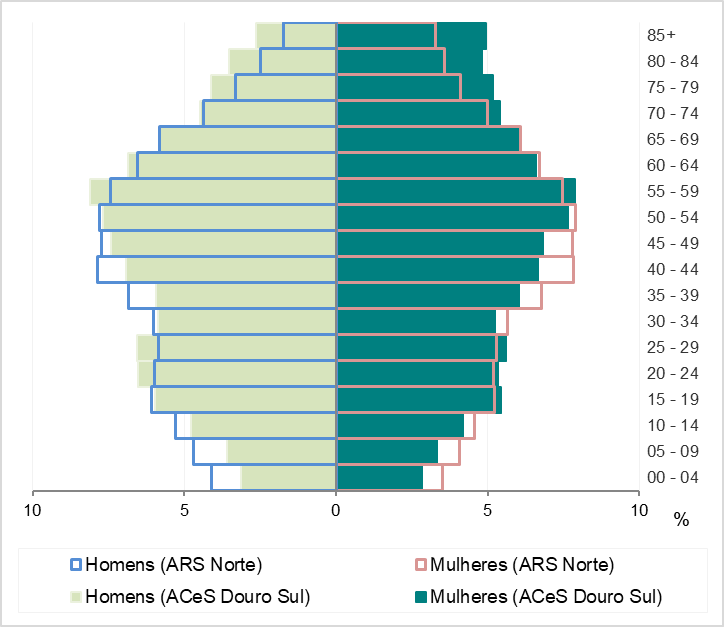 85+
80 - 84
75 - 79
70 - 74
65 - 69
60 - 64
55 - 59
50 - 54
45 - 49
40 - 44
35 - 39
30 - 34
25 - 29
20 - 24
15 - 19
10 - 14
05 - 09
00 - 04
10 5 0 5 10
%
Homens (ARS Norte) Mulheres (ARS Norte)
Homens (ACeS Douro Sul) Mulheres (ACeS Douro Sul)